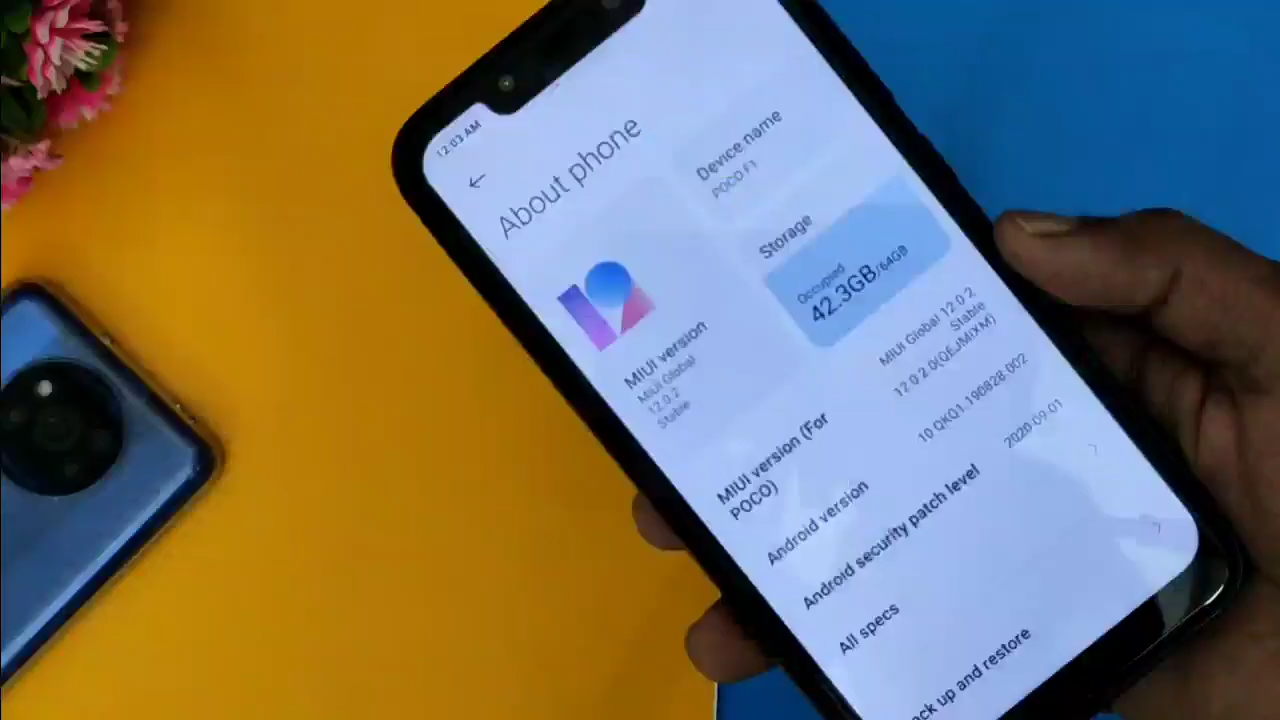 12:03 AM
About phone
Device name
POCO F1
Storage
Occupied
42.3GB/64GB
MIUI version
MIUI Global
12.0.2
Stable
MIUI version (For
POCO)
MIUI Global 12.0.2
Stable
12.0.2.0(QEJMIXM)
Android version
10 QKQ1.190828.002
Android security patch level
2020-09-01
All specs
ck up and restore